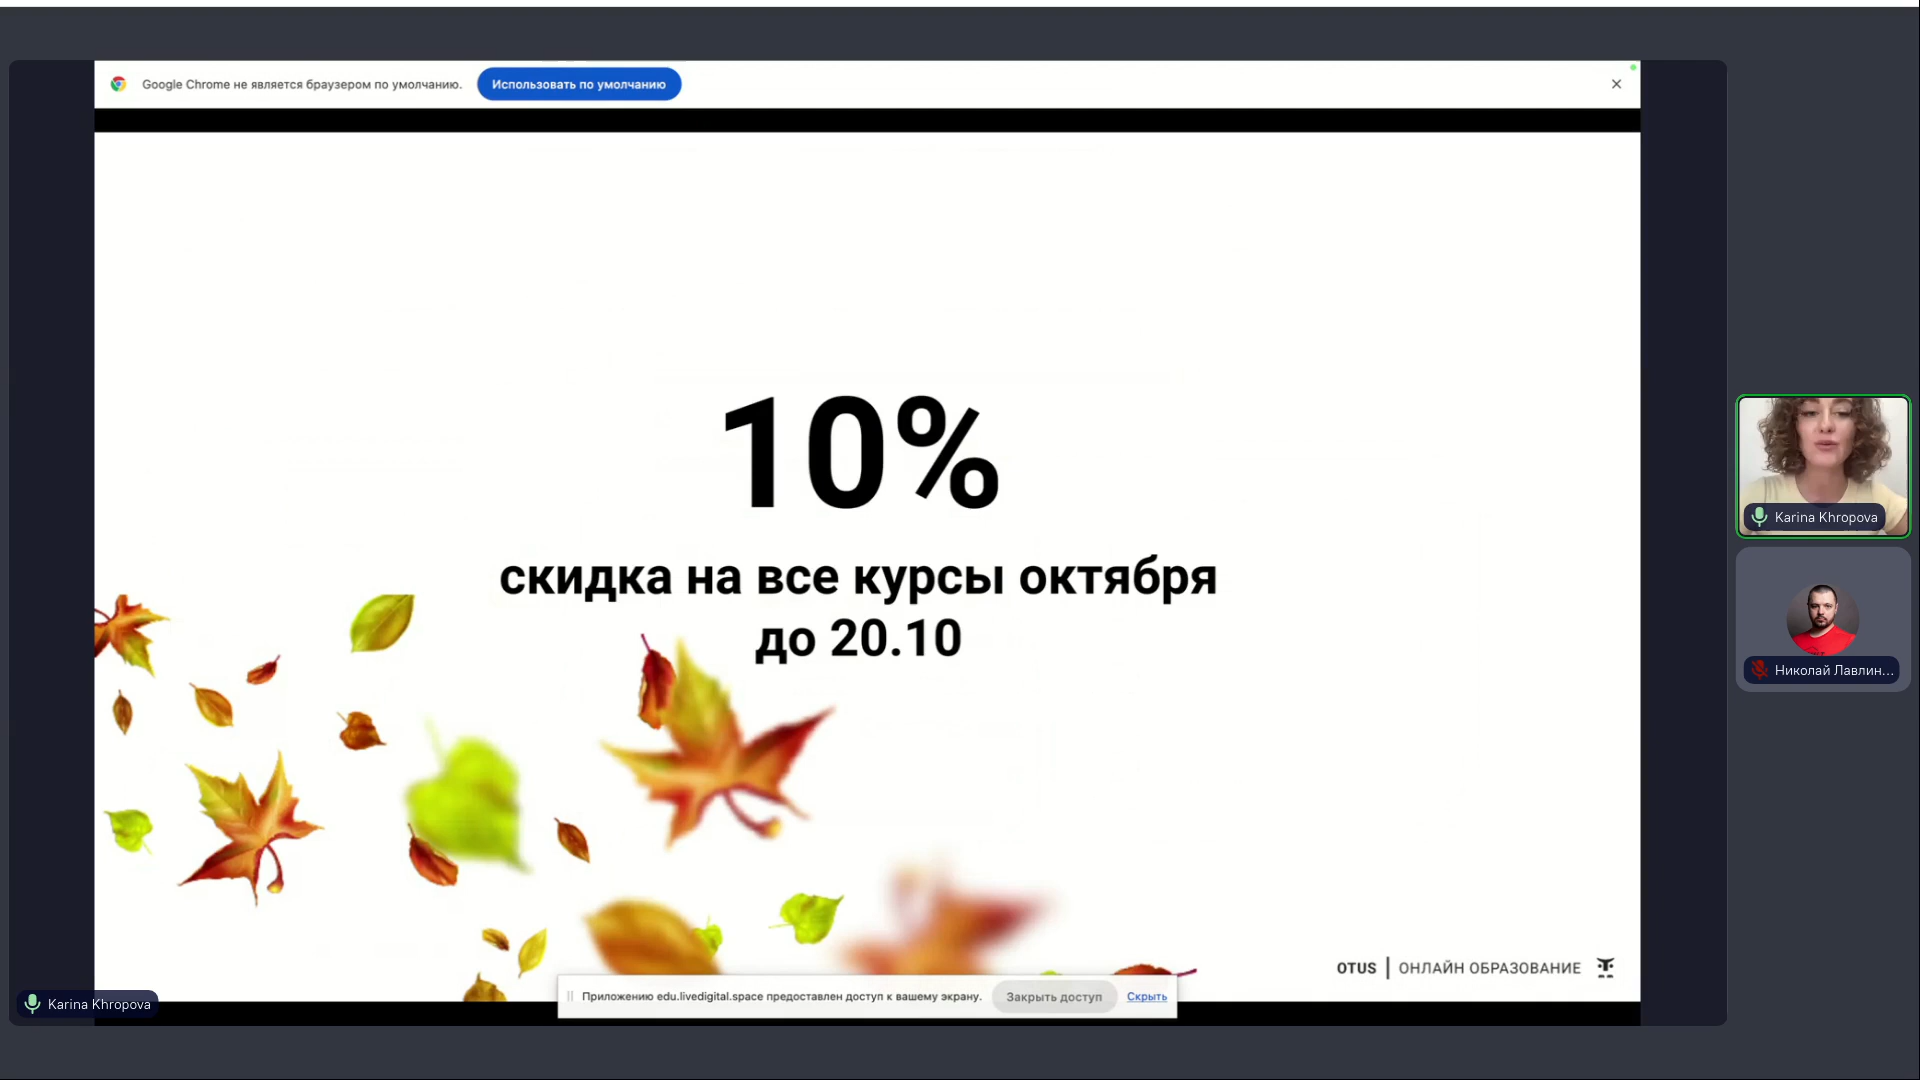 Google Chrome не является браузером по умолчанию.
Использовать по умолчанию
10%
скидка на все курсы октября
до 20.10
Karina Khropova
Николай Лавлин...
OTUS | ОНЛАЙН ОБРАЗОВАНИЕ
Приложению edu.livedigital.space предоставлен доступ к вашему экрану.
Закрыть доступ
Скрыть
Karina Khropova